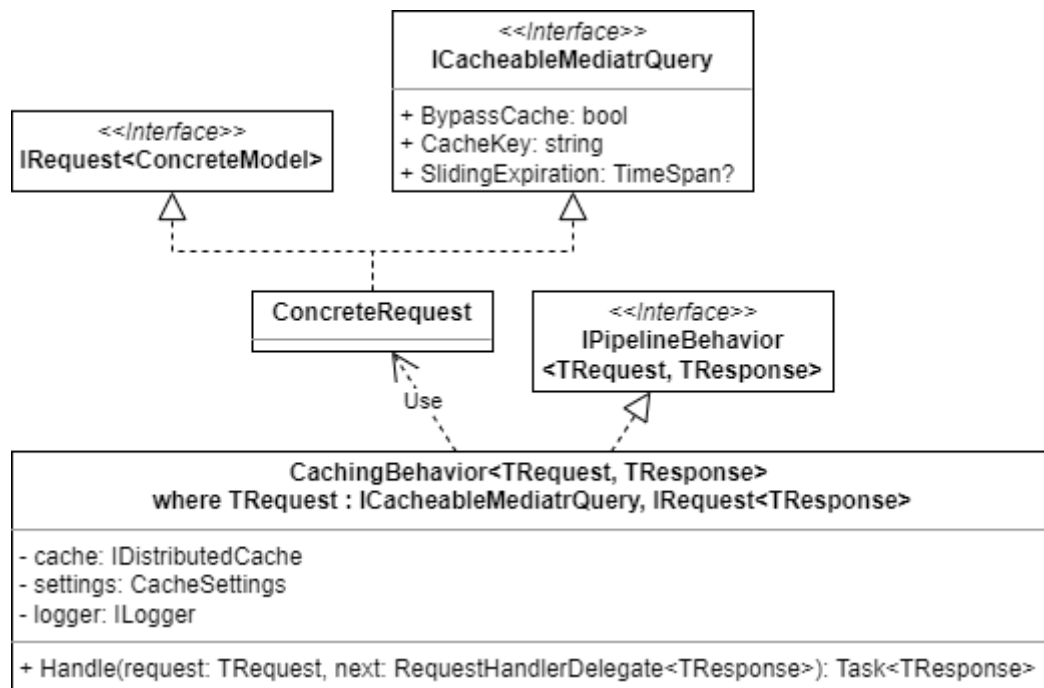 <<Interface>>
ICacheableMediatrQuery
+ BypassCache: bool
+ CacheKey: string
+ SlidingExpiration: TimeSpan?
<<Interface>>
IRequest<ConcreteModel>
ConcreteRequest
<<Interface>>
IPipelineBehavior
<TRequest, TResponse>
Use
CachingBehavior<TRequest, TResponse>
where TRequest : ICacheableMediatrQuery, IRequest<TResponse>
- cache: IDistributedCache
- settings: CacheSettings
- logger: ILogger
+ Handle(request: TRequest, next: RequestHandlerDelegate<TResponse>): Task<TResponse>